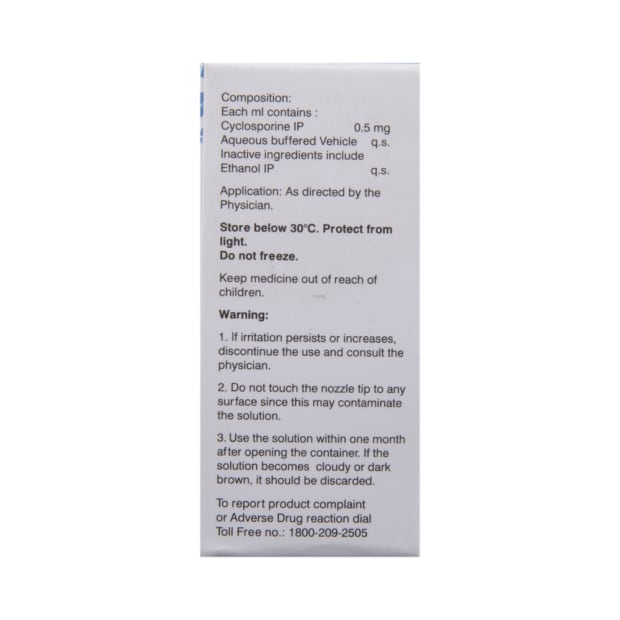 Composition:
Each ml contains :
Cyclosporine IP 0.5 mg
Aqueous buffered Vehicle q.s.
Inactive ingredients include
Ethanol IP q.s.
Application: As directed by the
Physician.
Store below 30°C. Protect from
light.
Do not freeze.
Keep medicine out of reach of
children.
Warning:
1. If irritation persists or increases,
discontinue the use and consult the
physician.
2. Do not touch the nozzle tip to any
surface since this may contaminate
the solution.
3. Use the solution within one month
after opening the container. If the
solution becomes cloudy or dark
brown, it should be discarded.
To report product complaint
or Adverse Drug reaction dial
Toll Free no.: 1800-209-2505